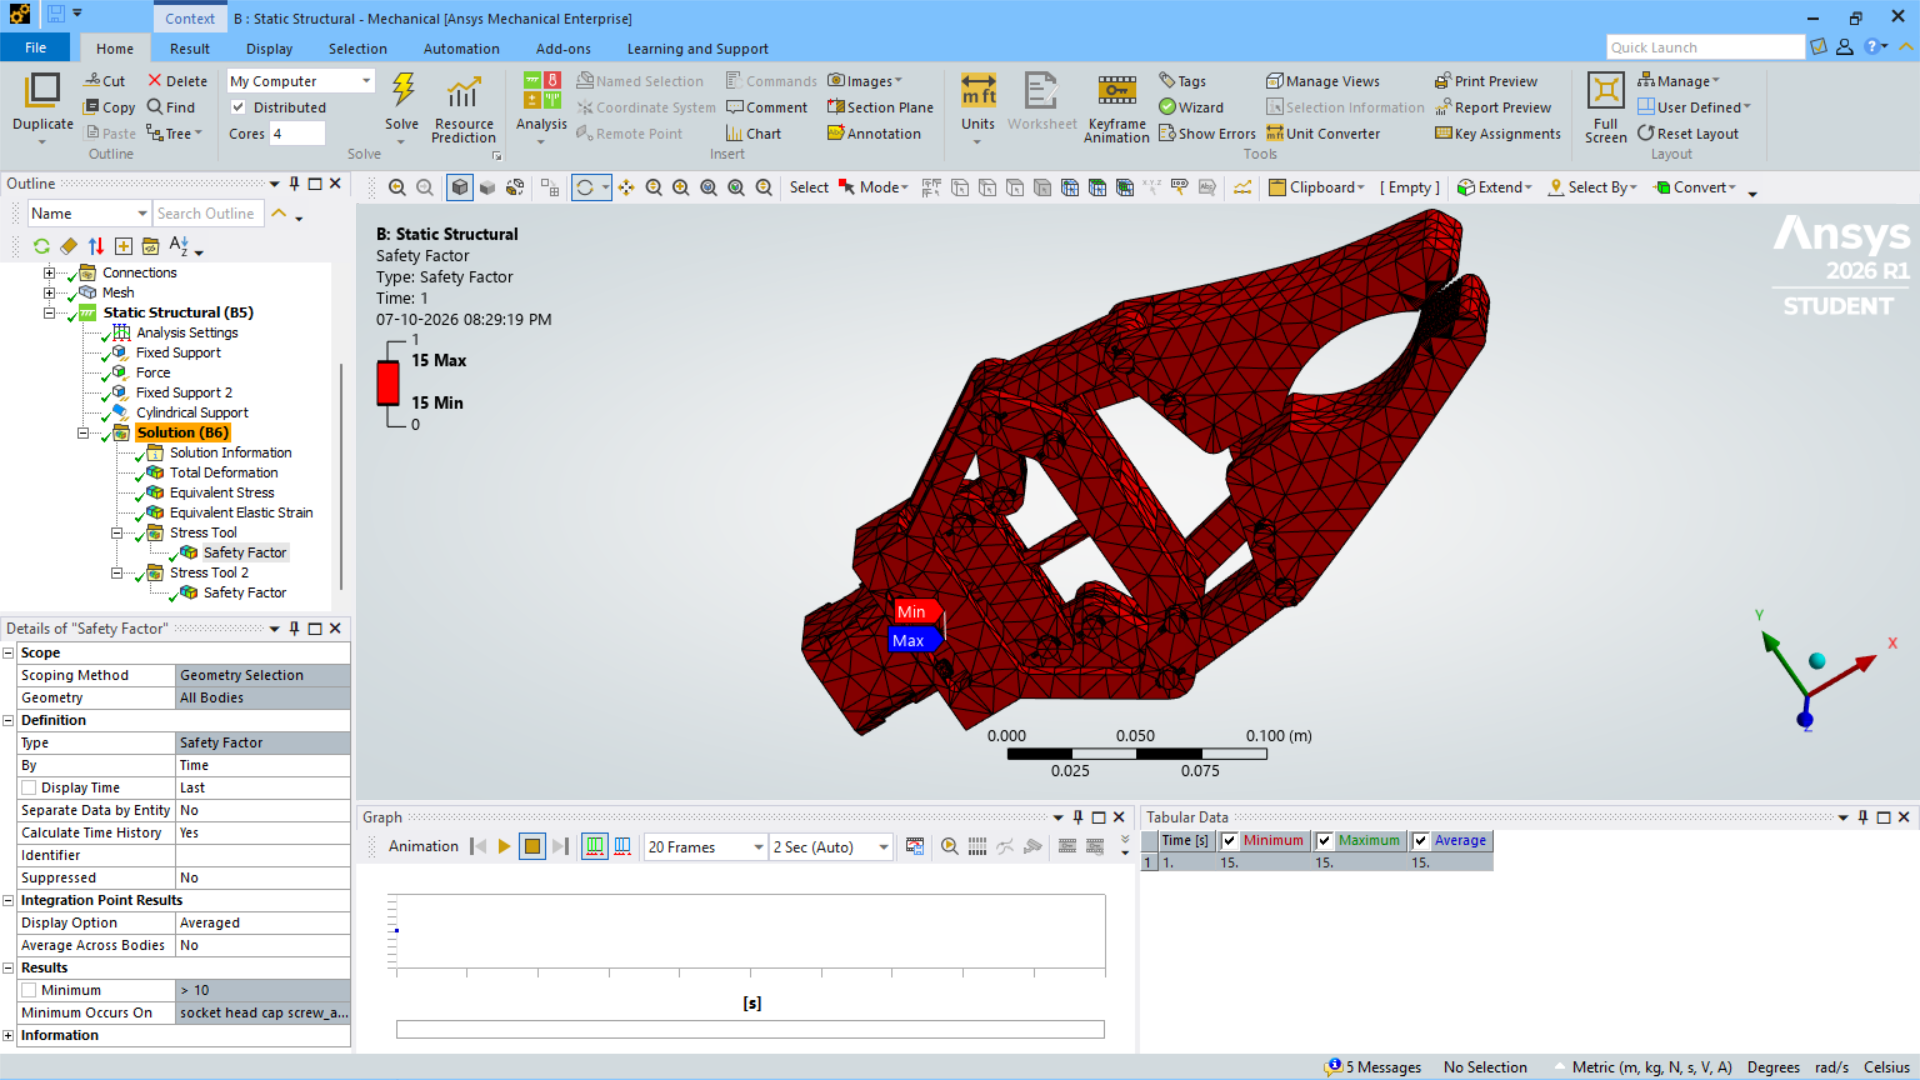 Context
B : Static Structural - Mechanical [Ansys Mechanical Enterprise]
File
Home
Result
Display
Selection
Automation
Add-ons
Learning and Support
Quick Launch
Duplicate
Cut
Copy
Paste
Delete
Find
Tree
Outline
My Computer
Distributed
Cores 4
Solve
Resource Prediction
Solve
Analysis
Named Selection
Coordinate System
Remote Point
Commands
Comment
Chart
Images
Section Plane
Annotation
Insert
Units
Worksheet
Keyframe Animation
Tags
Wizard
Show Errors
Manage Views
Selection Information
Unit Converter
Print Preview
Report Preview
Key Assignments
Tools
Full Screen
Manage
User Defined
Reset Layout
Layout
Outline
Name
Search Outline
Select
Mode
Clipboard
[ Empty ]
Extend
Select By
Convert
Connections
Mesh
Static Structural (B5)
Analysis Settings
Fixed Support
Force
Fixed Support 2
Cylindrical Support
Solution (B6)
Solution Information
Total Deformation
Equivalent Stress
Equivalent Elastic Strain
Stress Tool
Safety Factor
Stress Tool 2
Safety Factor
B: Static Structural
Safety Factor
Type: Safety Factor
Time: 1
07-10-2026 08:29:19 PM
1
15 Max
15 Min
0
Ansys
2026 R1
STUDENT
Min
Max
0.000 0.050 0.100 (m)
0.025 0.075
Y
X
Z
Details of "Safety Factor"
Scope
Scoping Method Geometry Selection
Geometry All Bodies
Definition
Type Safety Factor
By Time
Display Time Last
Separate Data by Entity No
Calculate Time History Yes
Identifier
Suppressed No
Integration Point Results
Display Option Averaged
Average Across Bodies No
Results
Minimum > 10
Minimum Occurs On socket head cap screw_a...
Information
Graph
Animation
20 Frames
2 Sec (Auto)
[s]
Tabular Data
Time [s] Minimum Maximum Average
1 1. 15. 15. 15.
5 Messages
No Selection
Metric (m, kg, N, s, V, A)
Degrees
rad/s
Celsius